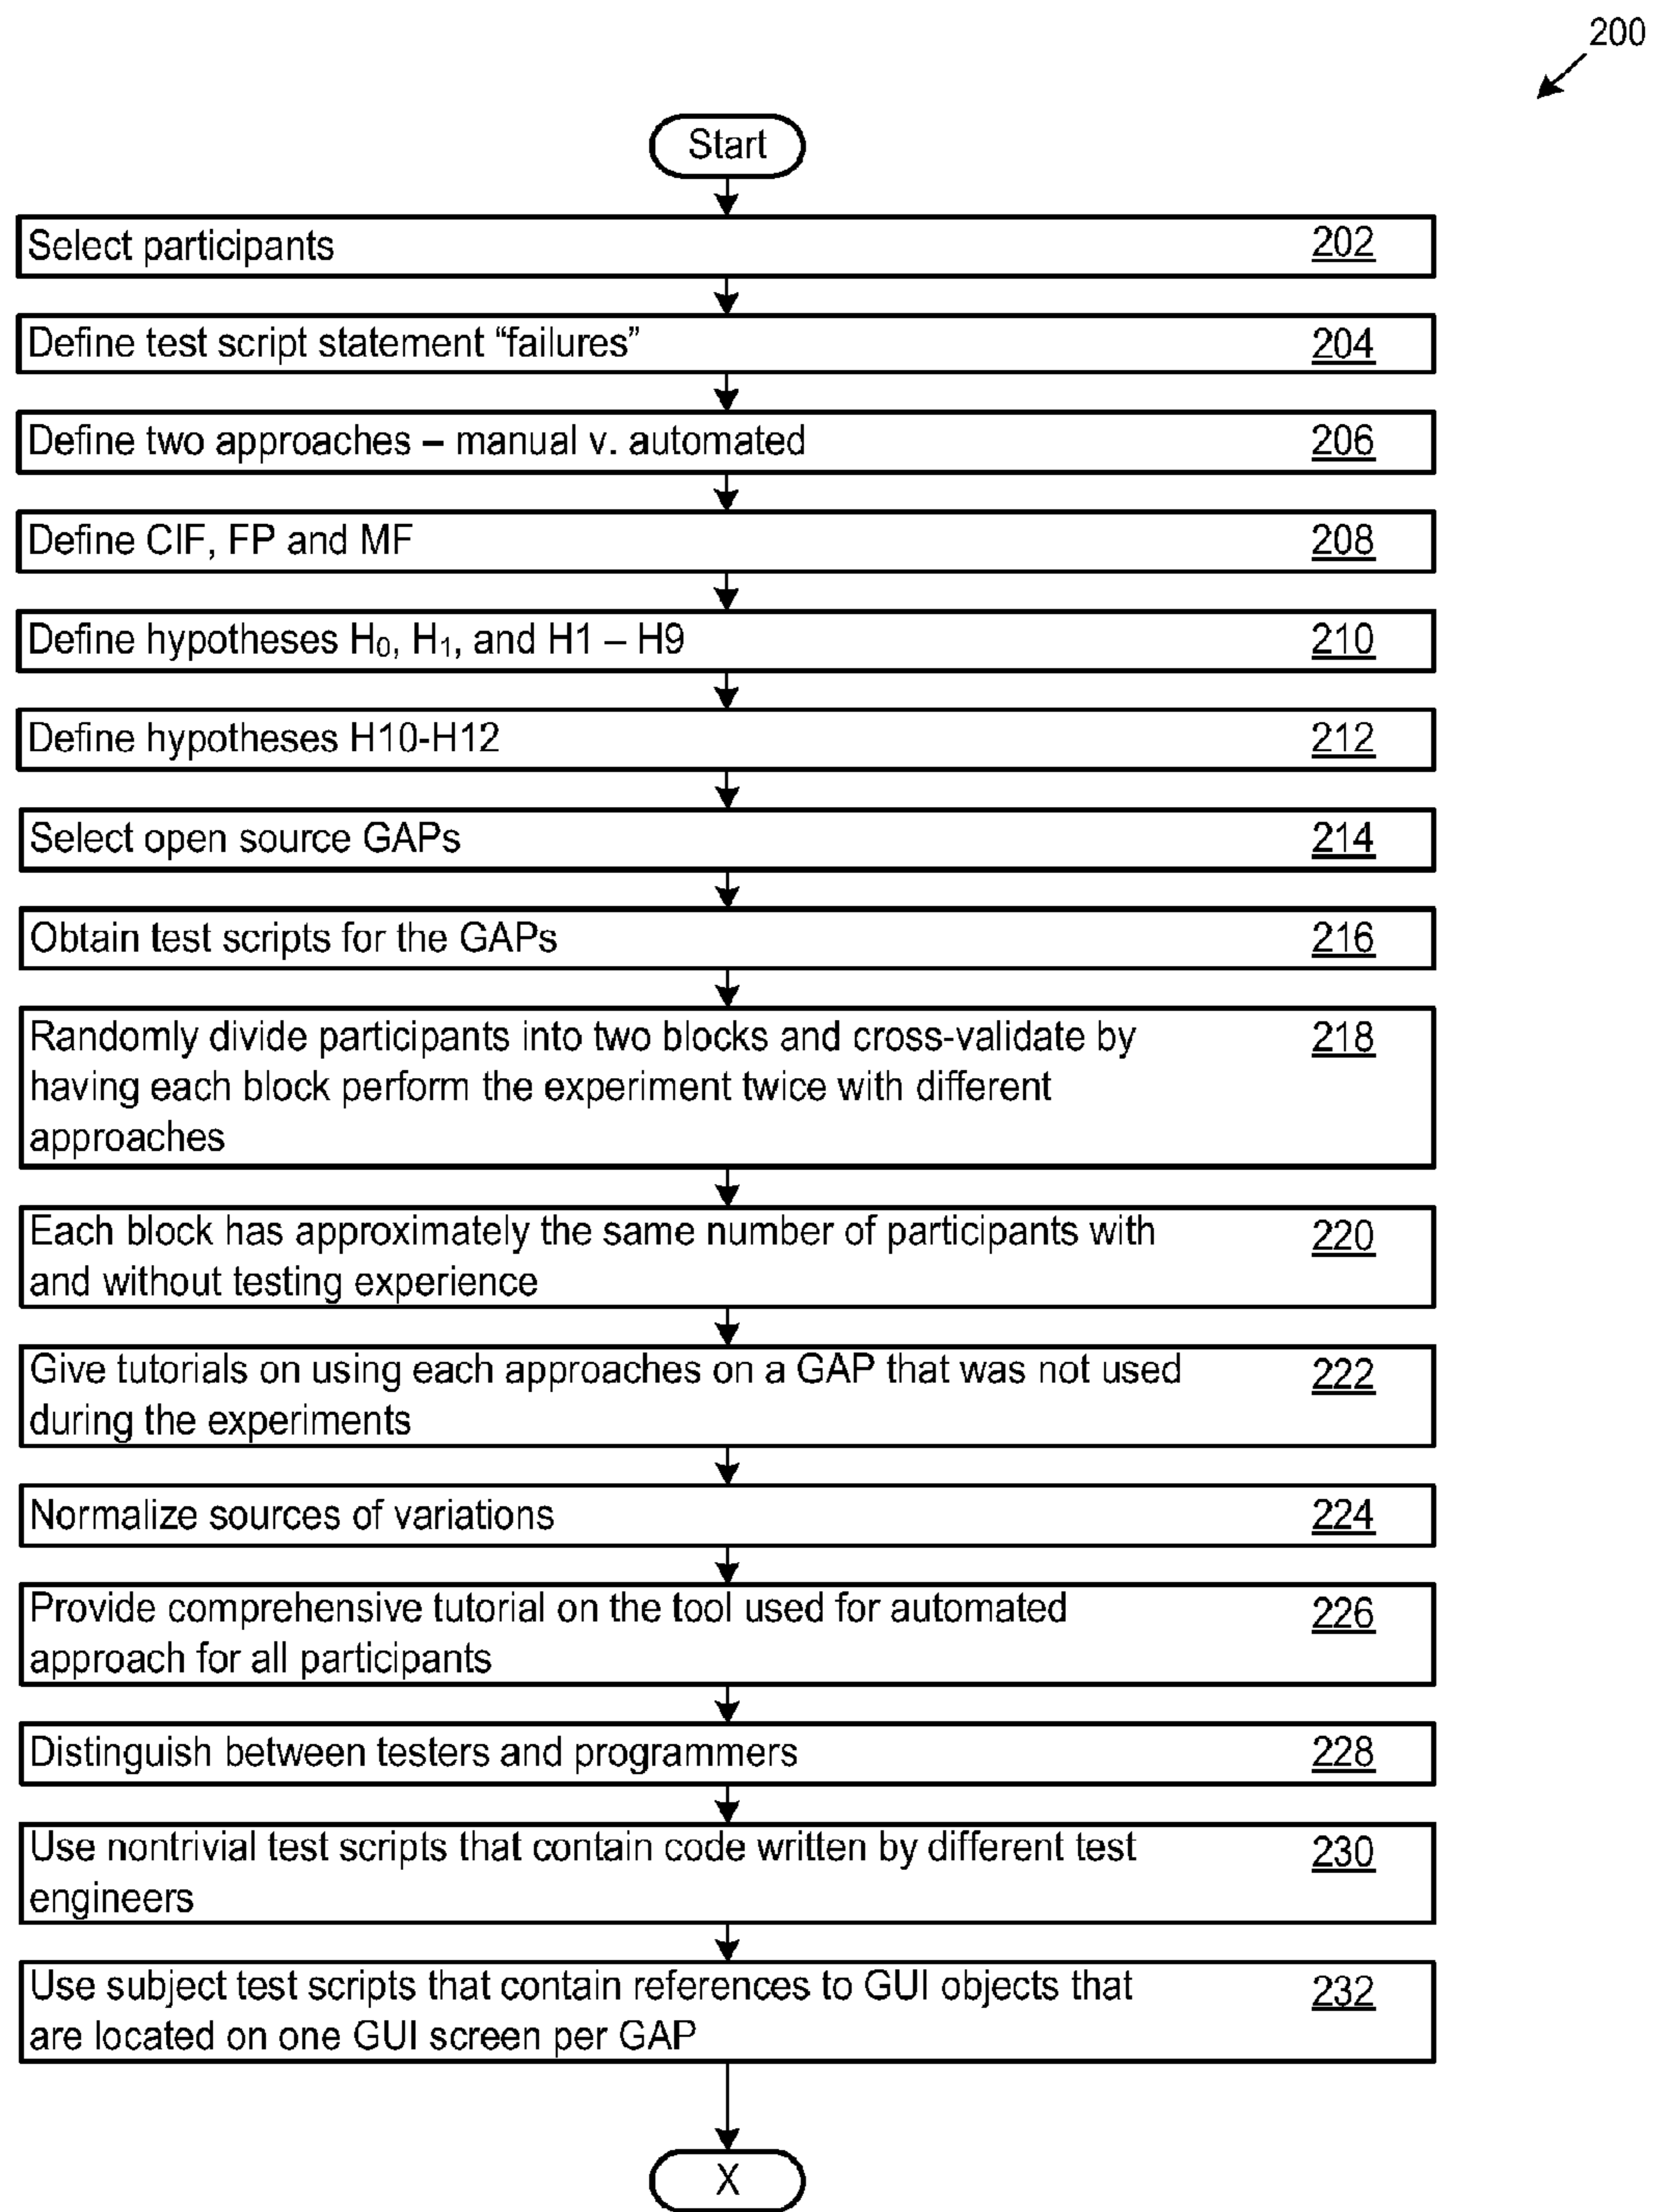 200
Start
Select participants 202
Define test script statement “failures” 204
Define two approaches – manual v. automated 206
Define CIF, FP and MF 208
Define hypotheses H₀, H₁, and H1 – H9 210
Define hypotheses H10-H12 212
Select open source GAPs 214
Obtain test scripts for the GAPs 216
Randomly divide participants into two blocks and cross-validate by 218
having each block perform the experiment twice with different
approaches
Each block has approximately the same number of participants with 220
and without testing experience
Give tutorials on using each approaches on a GAP that was not used 222
during the experiments
Normalize sources of variations 224
Provide comprehensive tutorial on the tool used for automated 226
approach for all participants
Distinguish between testers and programmers 228
Use nontrivial test scripts that contain code written by different test 230
engineers
Use subject test scripts that contain references to GUI objects that 232
are located on one GUI screen per GAP
X